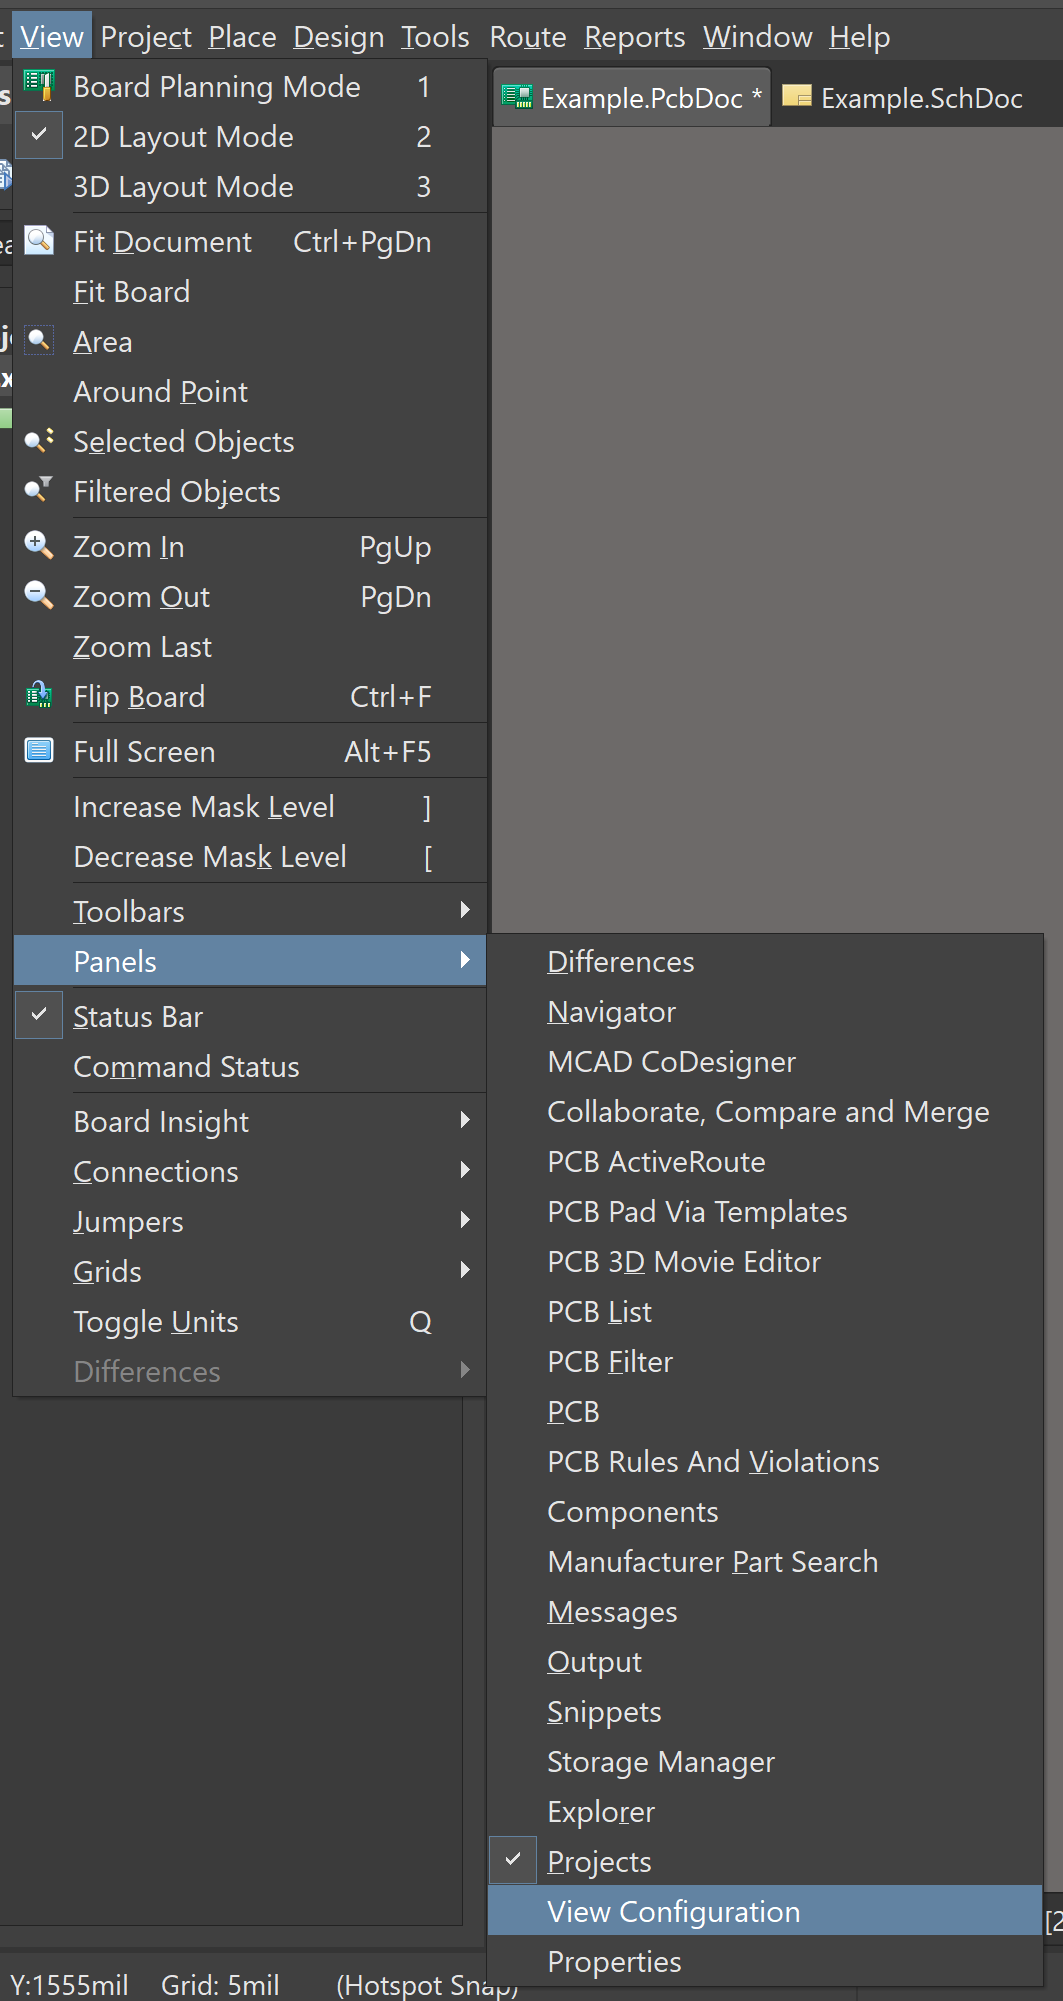 View Project Place Design Tools Route Reports Window Help
Example.PcbDoc * Example.SchDoc
Board Planning Mode 1
2D Layout Mode 2
3D Layout Mode 3
Fit Document Ctrl+PgDn
Fit Board
Area
Around Point
Selected Objects
Filtered Objects
Zoom In PgUp
Zoom Out PgDn
Zoom Last
Flip Board Ctrl+F
Full Screen Alt+F5
Increase Mask Level ]
Decrease Mask Level [
Toolbars
Panels
Status Bar
Command Status
Board Insight
Connections
Jumpers
Grids
Toggle Units Q
Differences
Differences
Navigator
MCAD CoDesigner
Collaborate, Compare and Merge
PCB ActiveRoute
PCB Pad Via Templates
PCB 3D Movie Editor
PCB List
PCB Filter
PCB
PCB Rules And Violations
Components
Manufacturer Part Search
Messages
Output
Snippets
Storage Manager
Explorer
Projects
View Configuration
Properties
Y:1555mil Grid: 5mil (Hotspot Snap)